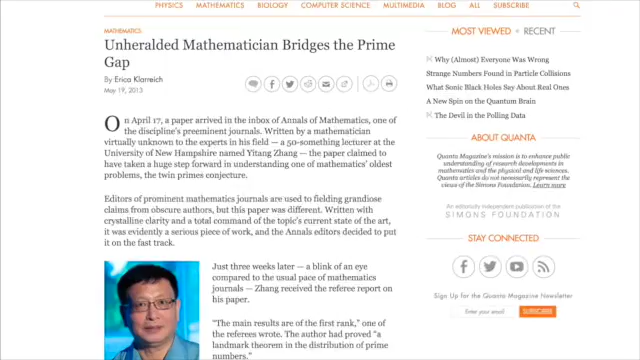 PHYSICS MATHEMATICS BIOLOGY COMPUTER SCIENCE MULTIMEDIA BLOG ALL SUBSCRIBE
MATHEMATICS
Unheralded Mathematician Bridges the Prime
Gap
By Erica Klarreich
May 19, 2013
On April 17, a paper arrived in the inbox of Annals of Mathematics, one of
the discipline's preeminent journals. Written by a mathematician
virtually unknown to the experts in his field — a 50-something lecturer at
the University of New Hampshire named Yitang Zhang — the paper claimed to
have taken a huge step forward in understanding one of mathematics' oldest
problems, the twin primes conjecture.
Editors of prominent mathematics journals are used to fielding grandiose
claims from obscure authors, but this paper was different. Written with
crystalline clarity and a total command of the topic's current state of the art,
it was evidently a serious piece of work, and the Annals editors decided to put
it on the fast track.
Just three weeks later — a blink of an eye
compared to the usual pace of mathematics
journals — Zhang received the referee report on
his paper.
"The main results are of the first rank," one of
the referees wrote. The author had proved "a
landmark theorem in the distribution of prime
numbers."
MOST VIEWED « RECENT
Why (Almost) Everyone Was Wrong
Strange Numbers Found in Particle Collisions
What Sonic Black Holes Say About Real Ones
A New Spin on the Quantum Brain
The Devil in the Polling Data
ABOUT QUANTA
Quanta Magazine's mission is to enhance public
understanding of research developments in
mathematics and the physical and life sciences.
Quanta articles do not necessarily represent the
views of the Simons Foundation. Learn more
An editorially independent publication of the
SIMONS FOUNDATION
STAY CONNECTED
Sign Up for the Quanta Magazine Newsletter
Enter your email SUBSCRIBE